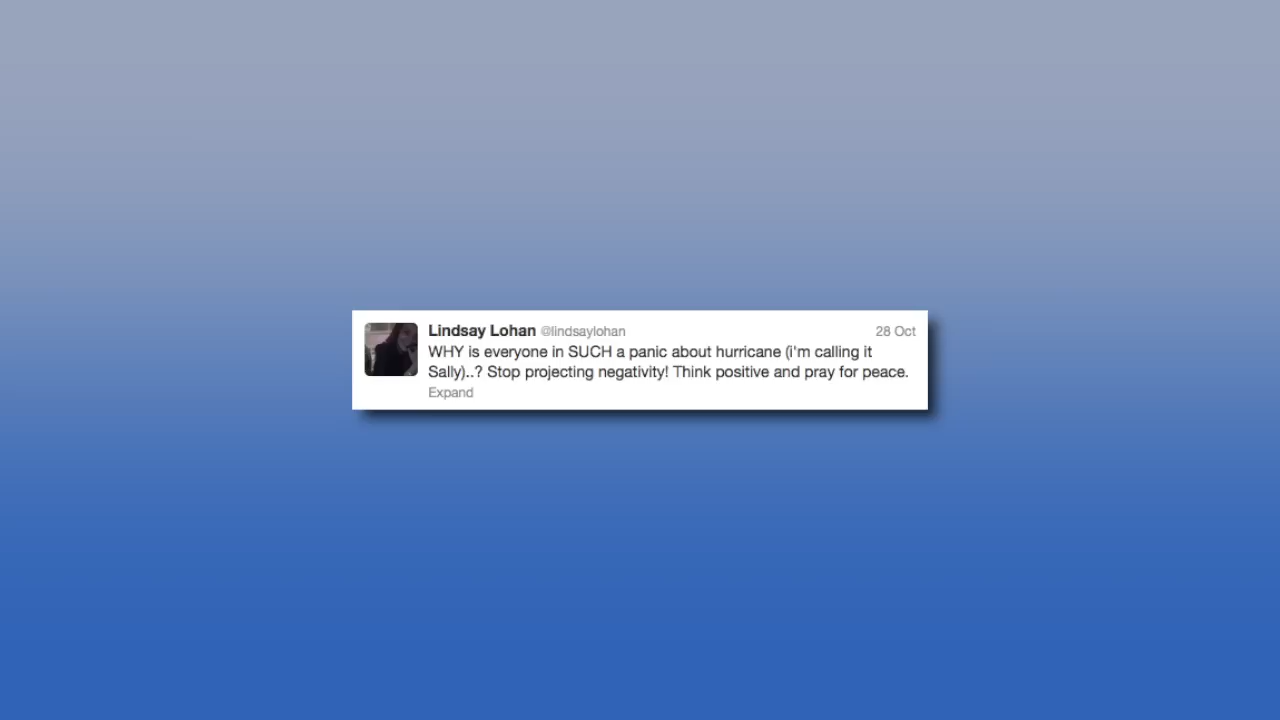 Lindsay Lohan @lindsaylohan 28 Oct
WHY is everyone in SUCH a panic about hurricane (i'm calling it
Sally)..? Stop projecting negativity! Think positive and pray for peace.
Expand